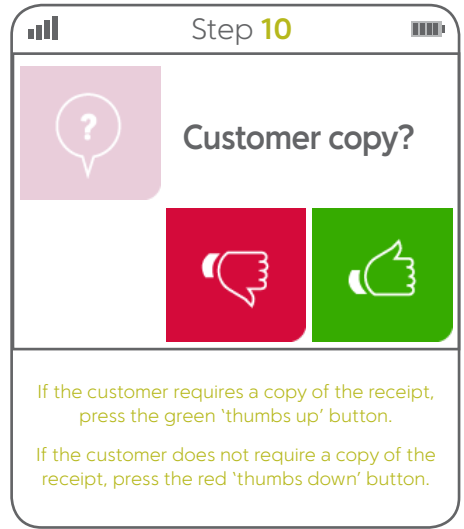 Step 10
?
Customer copy?
If the customer requires a copy of the receipt,
press the green ‘thumbs up’ button.
If the customer does not require a copy of the
receipt, press the red ‘thumbs down’ button.